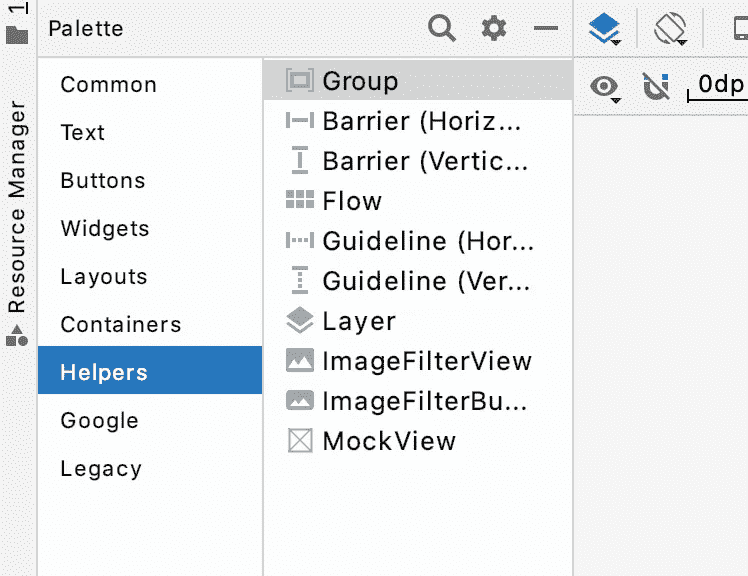 1
Resource Manager
Palette
Common
Text
Buttons
Widgets
Layouts
Containers
Helpers
Google
Legacy
Group
Barrier (Horiz...
Barrier (Vertic...
Flow
Guideline (Hor...
Guideline (Ver...
Layer
ImageFilterView
ImageFilterBu...
MockView
0dp